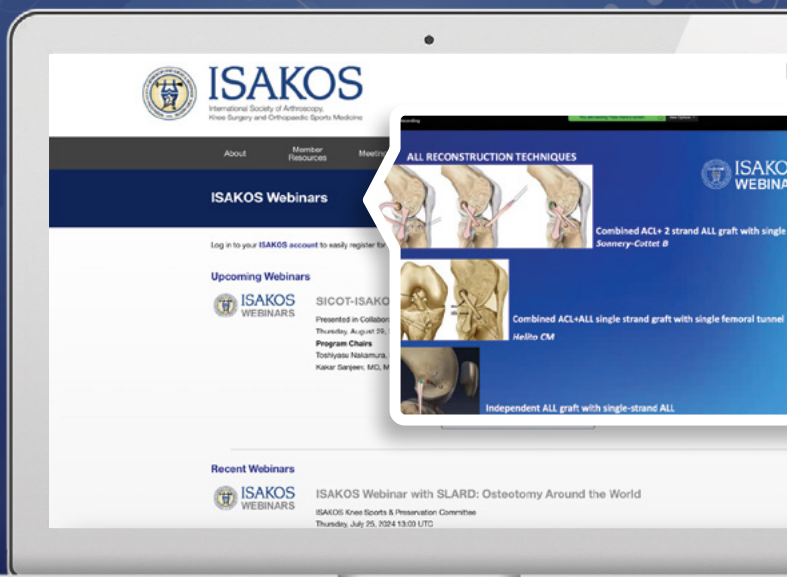 ISAKOS
International Society of Arthroscopy,
Knee Surgery and Orthopaedic Sports Medicine
About
Member
Resources
ISAKOS Webinars
Log in to your ISAKOS account to easily register for
Upcoming Webinars
ISAKOS
WEBINARS
SICOT-ISAKO
Presented in Collabor
Thursday, August 29,
Program Chairs
Toshiyasu Nakamura,
Kakar Sanjeev, MD, M
ALL RECONSTRUCTION TECHNIQUES
ISAKO
WEBINA
Combined ACL+ 2 strand ALL graft with single
Sonnery-Cottet B
Combined ACL+ALL single strand graft with single femoral tunnel
Helito CM
Independent ALL graft with single-strand ALL
Recent Webinars
ISAKOS
WEBINARS
ISAKOS Webinar with SLARD: Osteotomy Around the World
ISAKOS Knee Sports & Preservation Committee
Thursday, July 25, 2024 13:00 UTC